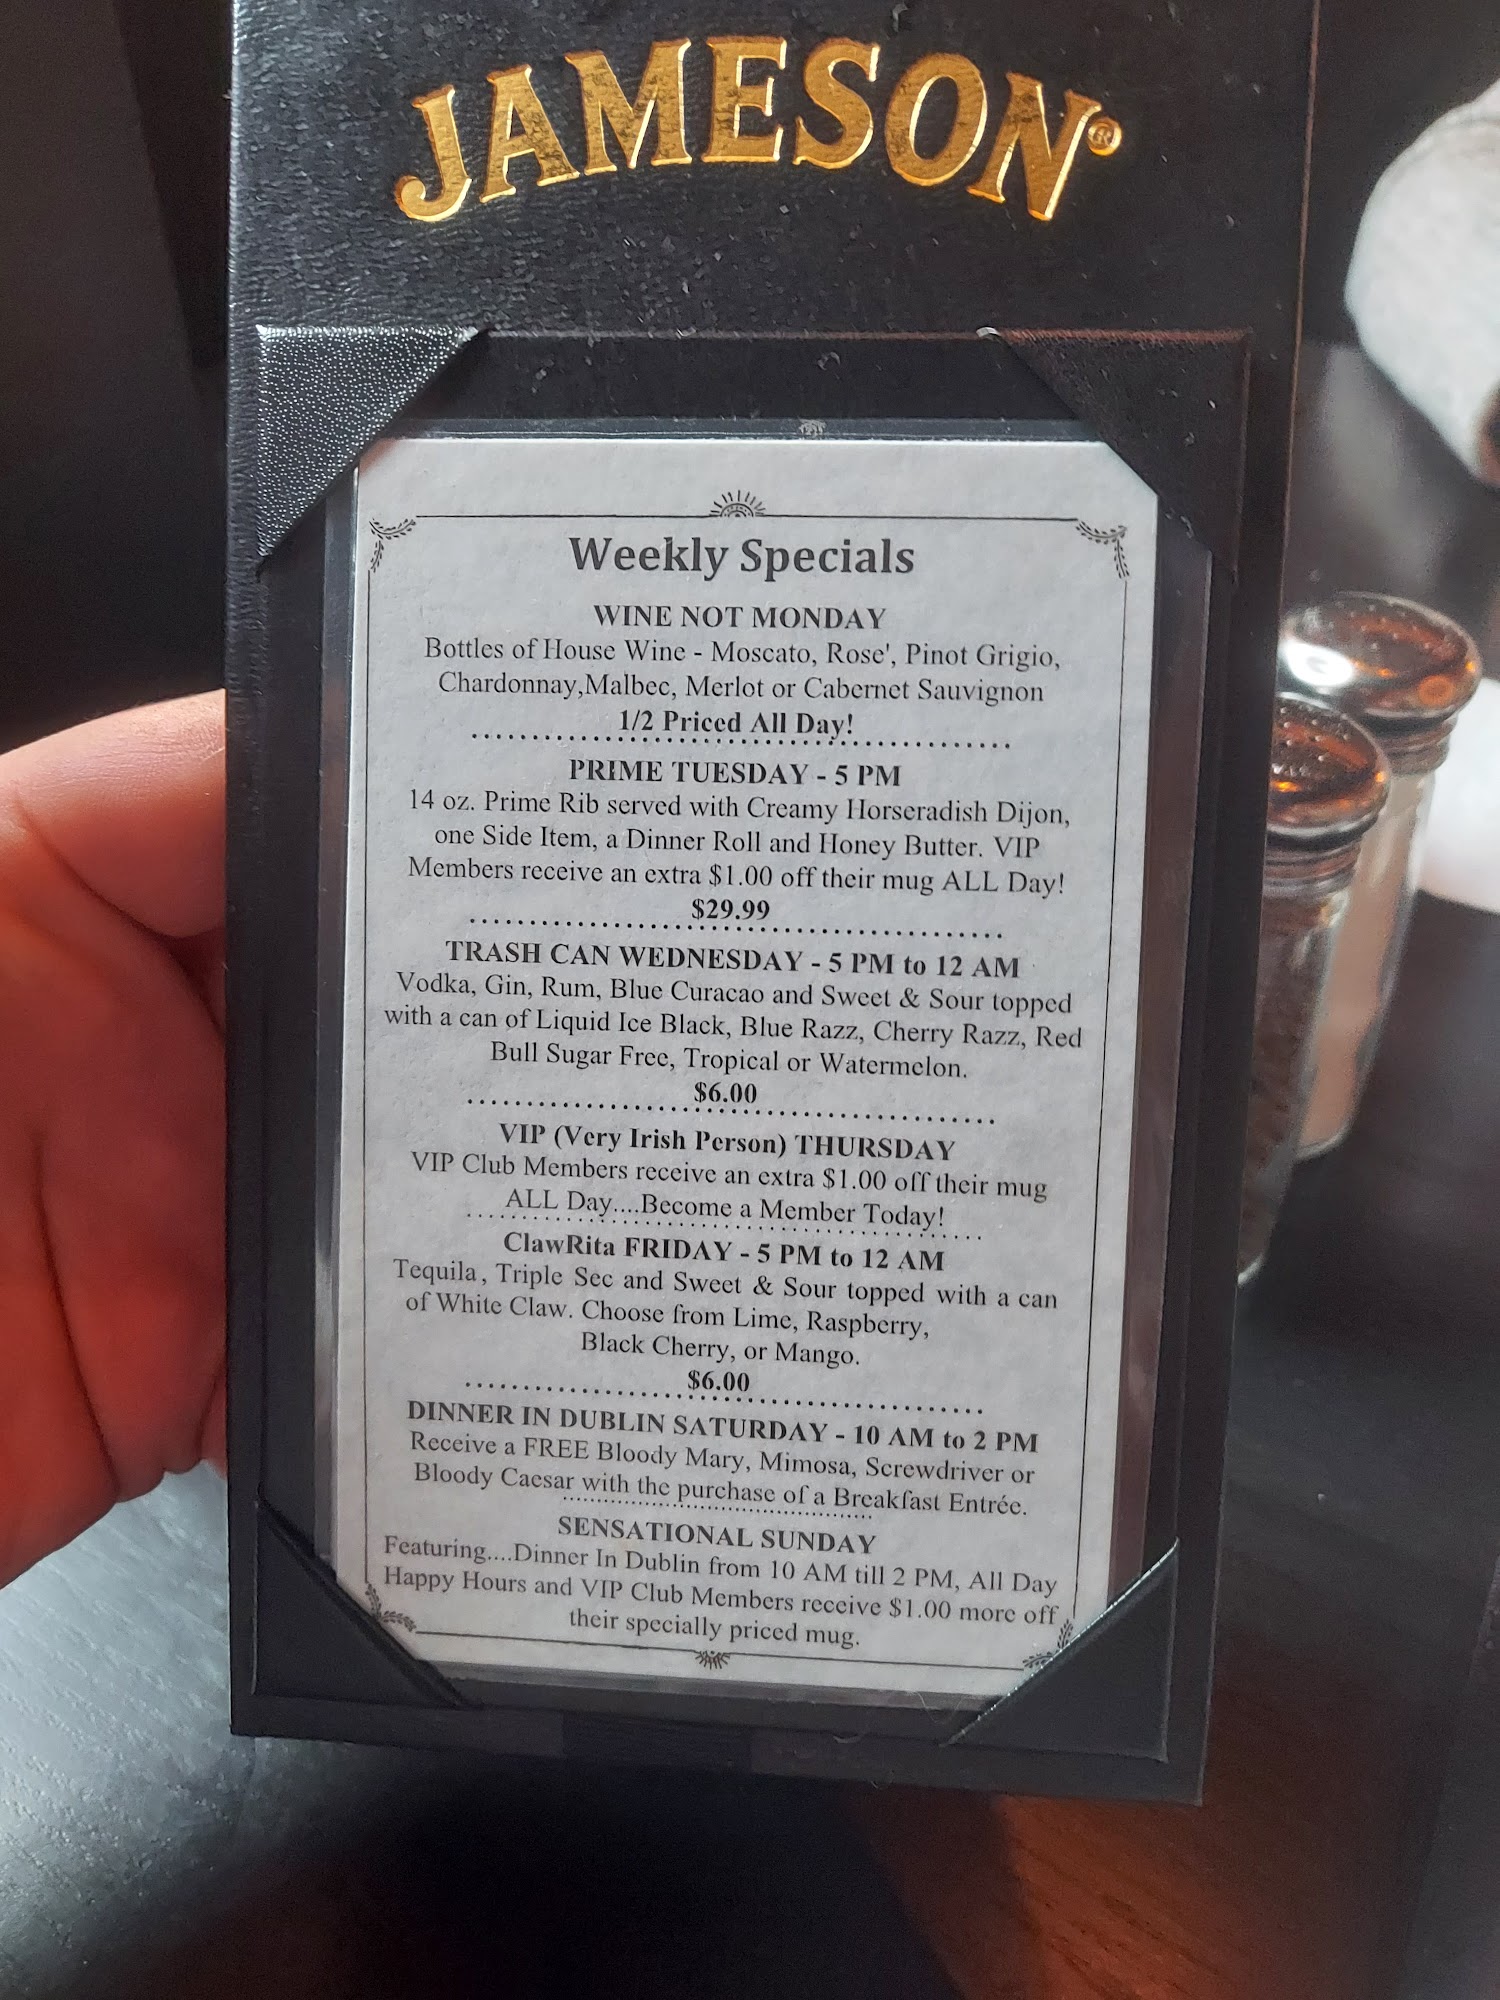 JAMESON®
Weekly Specials
WINE NOT MONDAY
Bottles of House Wine - Moscato, Rose', Pinot Grigio,
Chardonnay,Malbec, Merlot or Cabernet Sauvignon
1/2 Priced All Day!
PRIME TUESDAY - 5 PM
14 oz. Prime Rib served with Creamy Horseradish Dijon,
one Side Item, a Dinner Roll and Honey Butter. VIP
Members receive an extra $1.00 off their mug ALL Day!
$29.99
TRASH CAN WEDNESDAY - 5 PM to 12 AM
Vodka, Gin, Rum, Blue Curacao and Sweet & Sour topped
with a can of Liquid Ice Black, Blue Razz, Cherry Razz, Red
Bull Sugar Free, Tropical or Watermelon.
$6.00
VIP (Very Irish Person) THURSDAY
VIP Club Members receive an extra $1.00 off their mug
ALL Day....Become a Member Today!
ClawRita FRIDAY - 5 PM to 12 AM
Tequila, Triple Sec and Sweet & Sour topped with a can
of White Claw. Choose from Lime, Raspberry,
Black Cherry, or Mango.
$6.00
DINNER IN DUBLIN SATURDAY - 10 AM to 2 PM
Receive a FREE Bloody Mary, Mimosa, Screwdriver or
Bloody Caesar with the purchase of a Breakfast Entrée.
SENSATIONAL SUNDAY
Featuring....Dinner In Dublin from 10 AM till 2 PM, All Day
Happy Hours and VIP Club Members receive $1.00 more off
their specially priced mug.